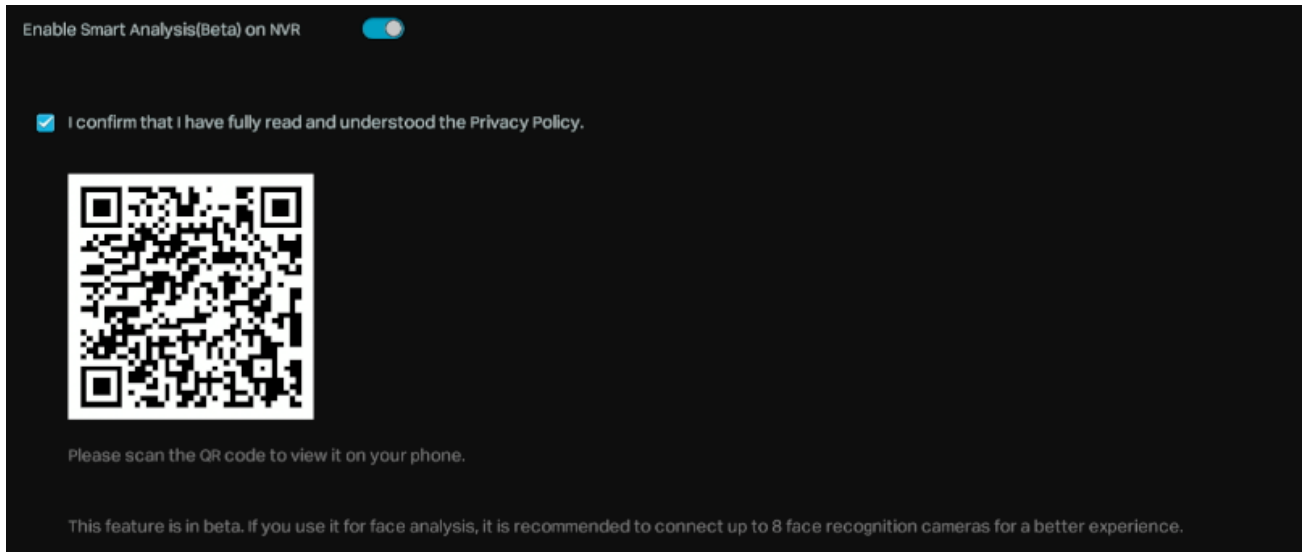 Enable Smart Analysis(Beta) on NVR
I confirm that I have fully read and understood the Privacy Policy.
Please scan the QR code to view it on your phone.
This feature is in beta. If you use it for face analysis, it is recommended to connect up to 8 face recognition cameras for a better experience.